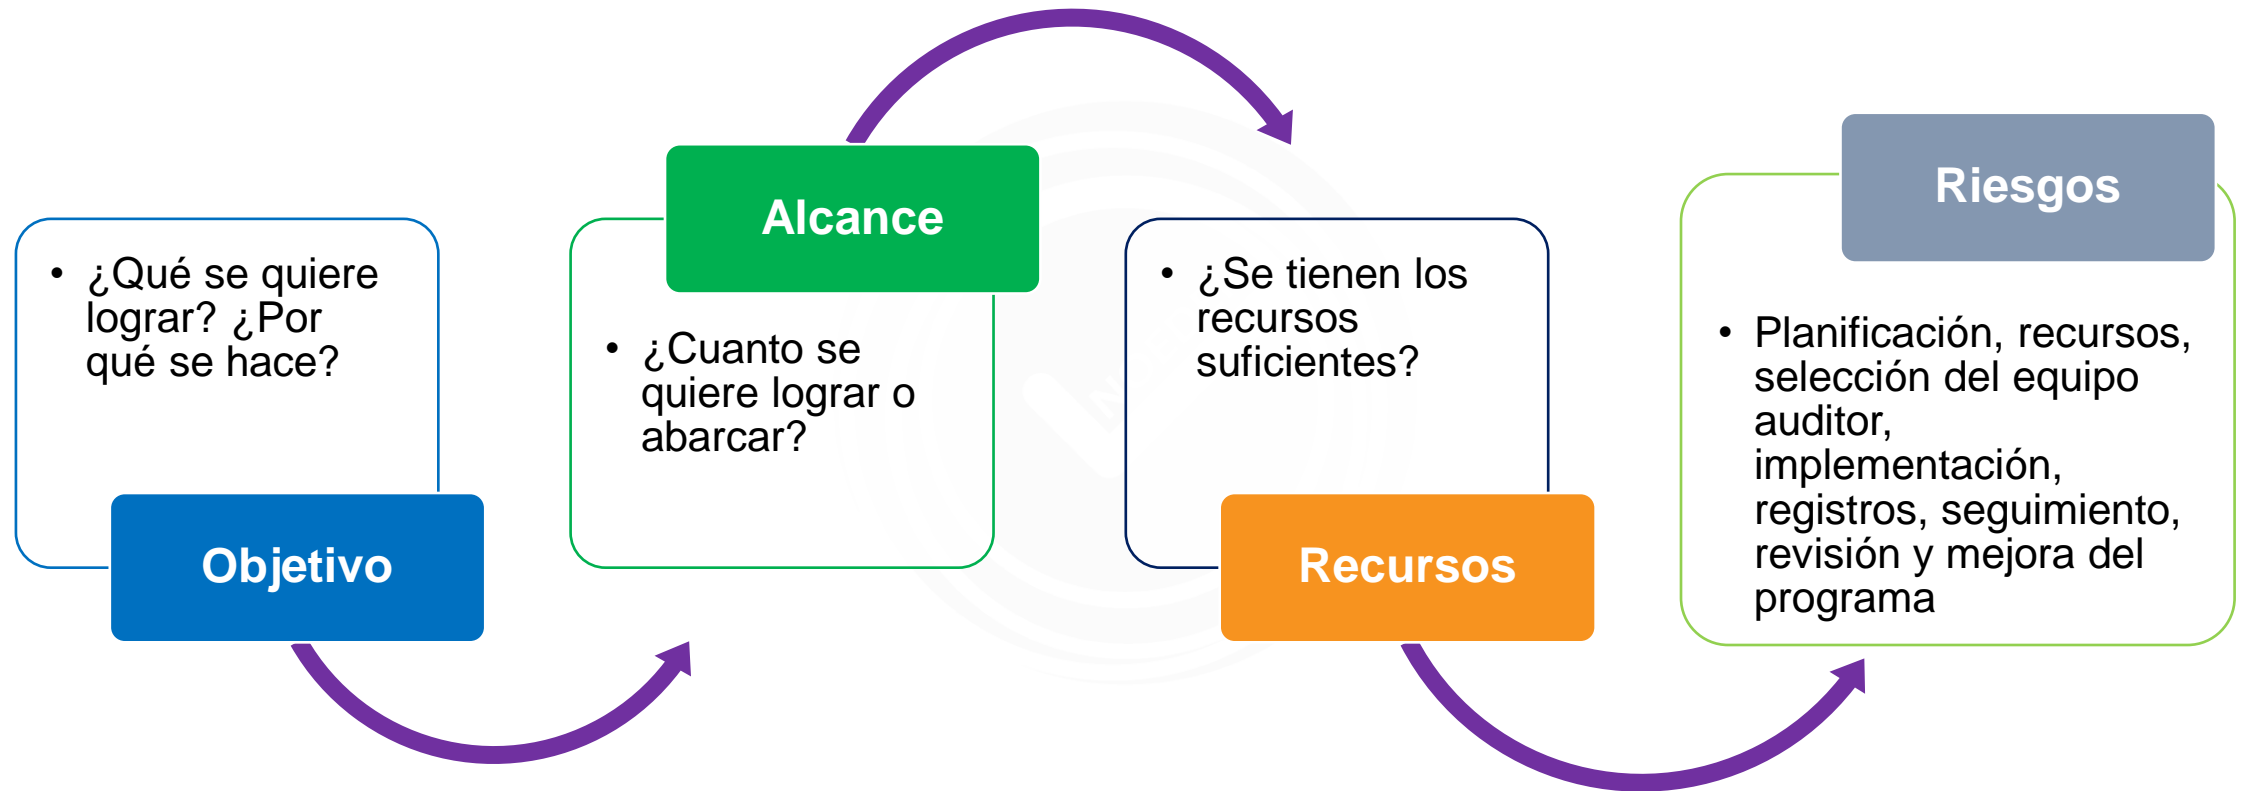 • ¿Qué se quiere
lograr? ¿Por
qué se hace?
Objetivo
Alcance
• ¿Cuanto se
quiere lograr o
abarcar?
• ¿Se tienen los
recursos
suficientes?
Recursos
Riesgos
• Planificación, recursos,
selección del equipo
auditor,
implementación,
registros, seguimiento,
revisión y mejora del
programa